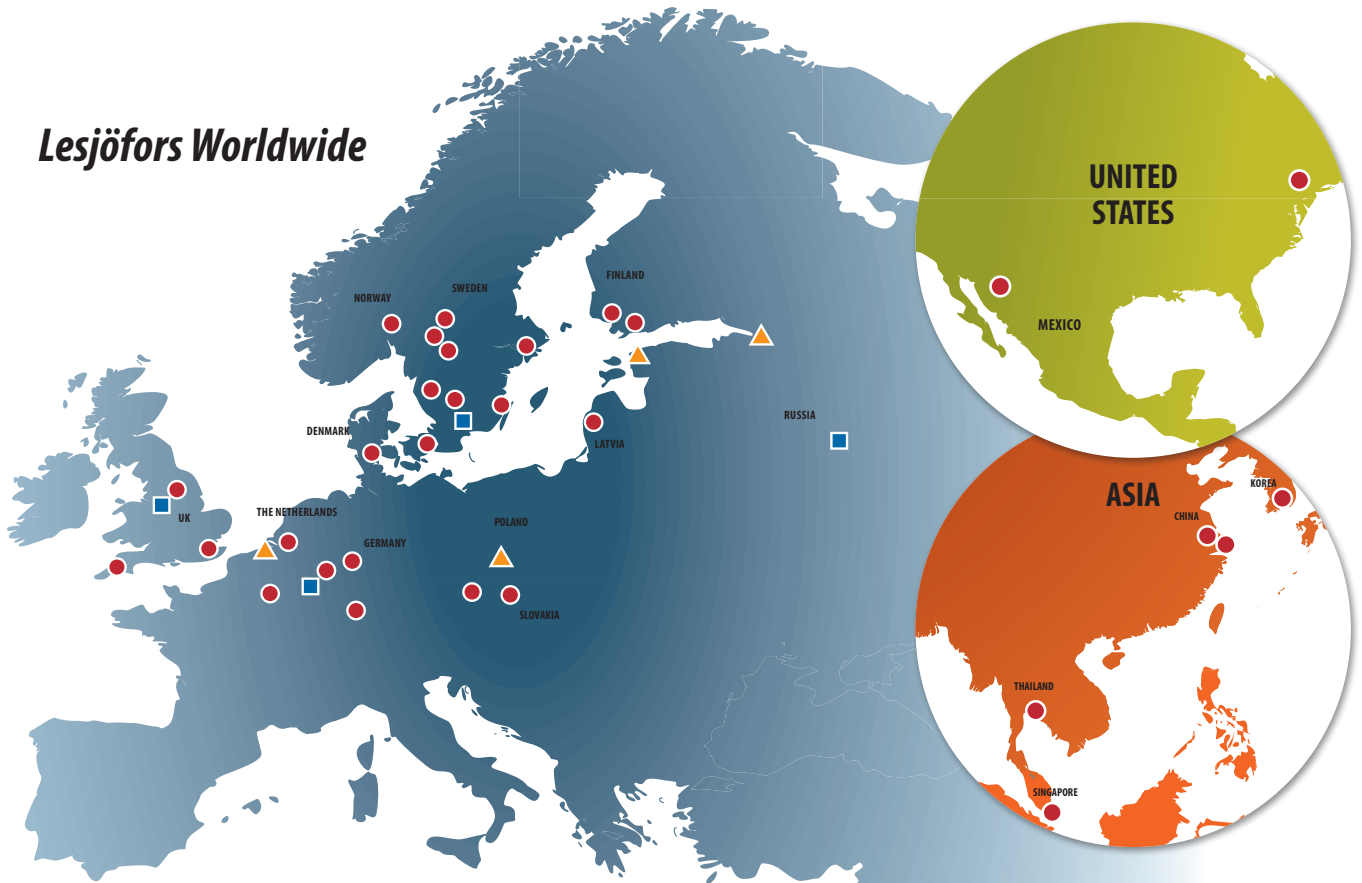 Lesjöfors Worldwide
UNITED
STATES
MEXICO
FINLAND
SWEDEN
NORWAY
RUSSIA
DENMARK
LATVIA
ASIA
KOREA
CHINA
THE NETHERLANDS
UK
POLAND
GERMANY
SLOVAKIA
THAILAND
SINGAPORE